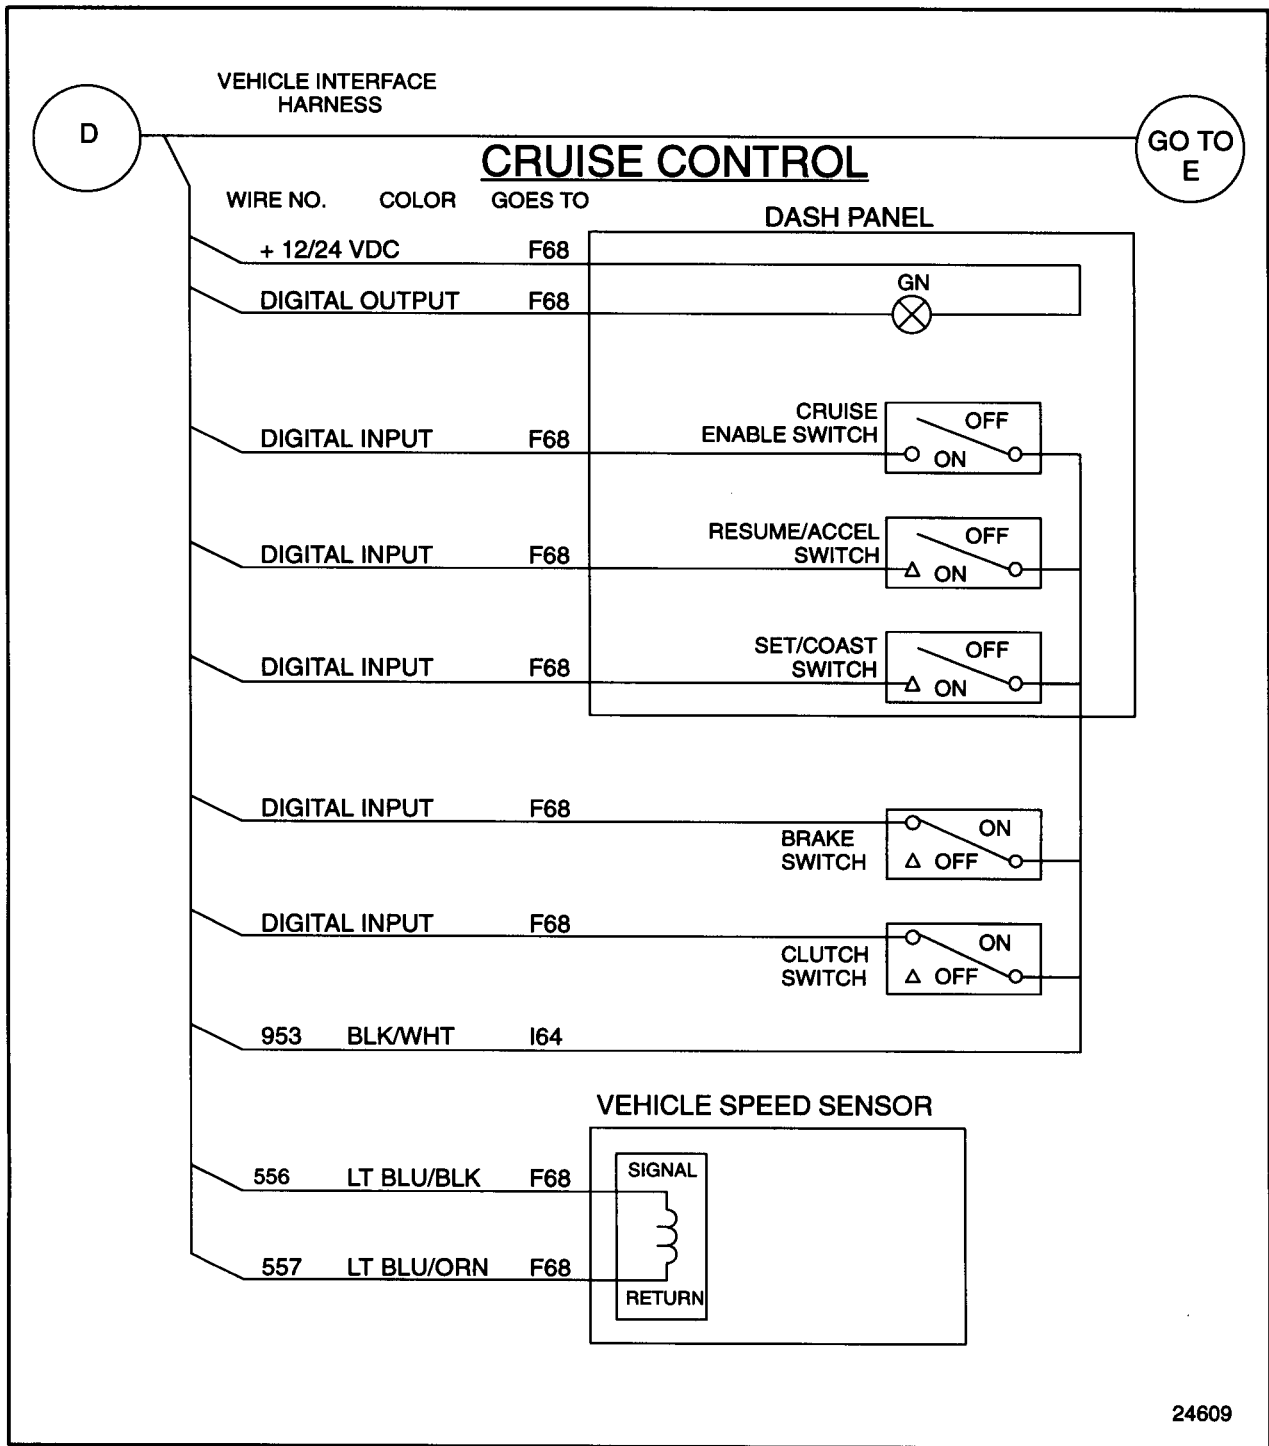 VEHICLE INTERFACE
HARNESS
D
GO TO
E
CRUISE CONTROL
WIRE NO. COLOR GOES TO
DASH PANEL
+ 12/24 VDC F68
GN
DIGITAL OUTPUT F68
CRUISE
ENABLE SWITCH
OFF
ON
DIGITAL INPUT F68
RESUME/ACCEL
SWITCH
OFF
ON
DIGITAL INPUT F68
SET/COAST
SWITCH
OFF
ON
DIGITAL INPUT F68
DIGITAL INPUT F68
BRAKE
SWITCH
ON
OFF
DIGITAL INPUT F68
CLUTCH
SWITCH
ON
OFF
953 BLK/WHT I64
VEHICLE SPEED SENSOR
556 LT BLU/BLK F68
SIGNAL
557 LT BLU/ORN F68
RETURN
24609